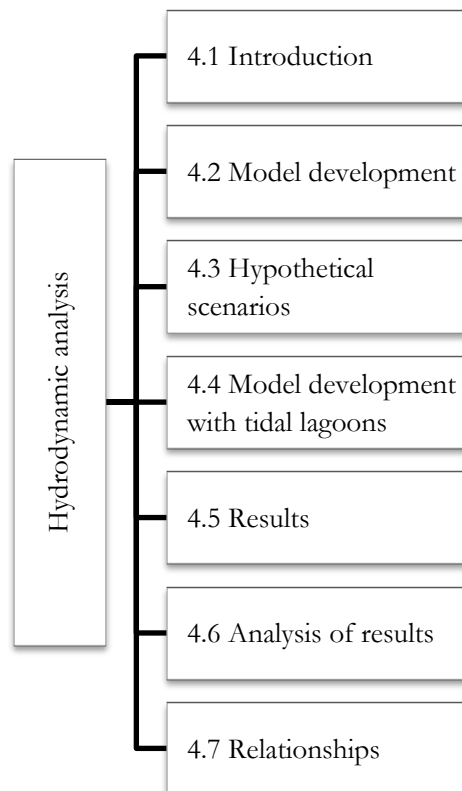 Hydrodynamic analysis
4.1 Introduction
4.2 Model development
4.3 Hypothetical
scenarios
4.4 Model development
with tidal lagoons
4.5 Results
4.6 Analysis of results
4.7 Relationships